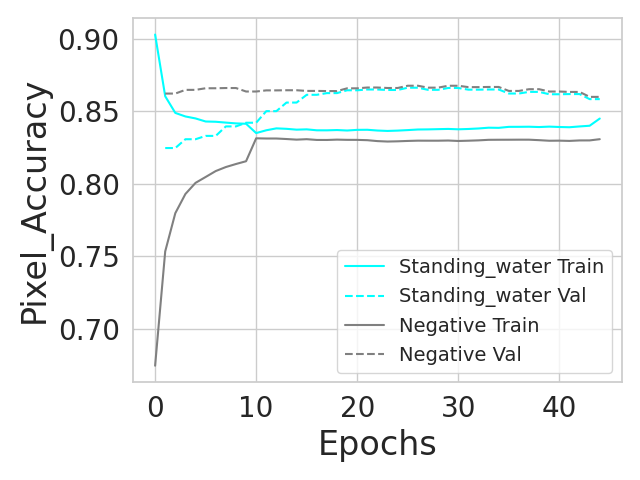 Pixel_Accuracy
0.90
0.85
0.80
0.75
0.70
0 10 20 30 40
Epochs
Standing_water Train
Standing_water Val
Negative Train
Negative Val